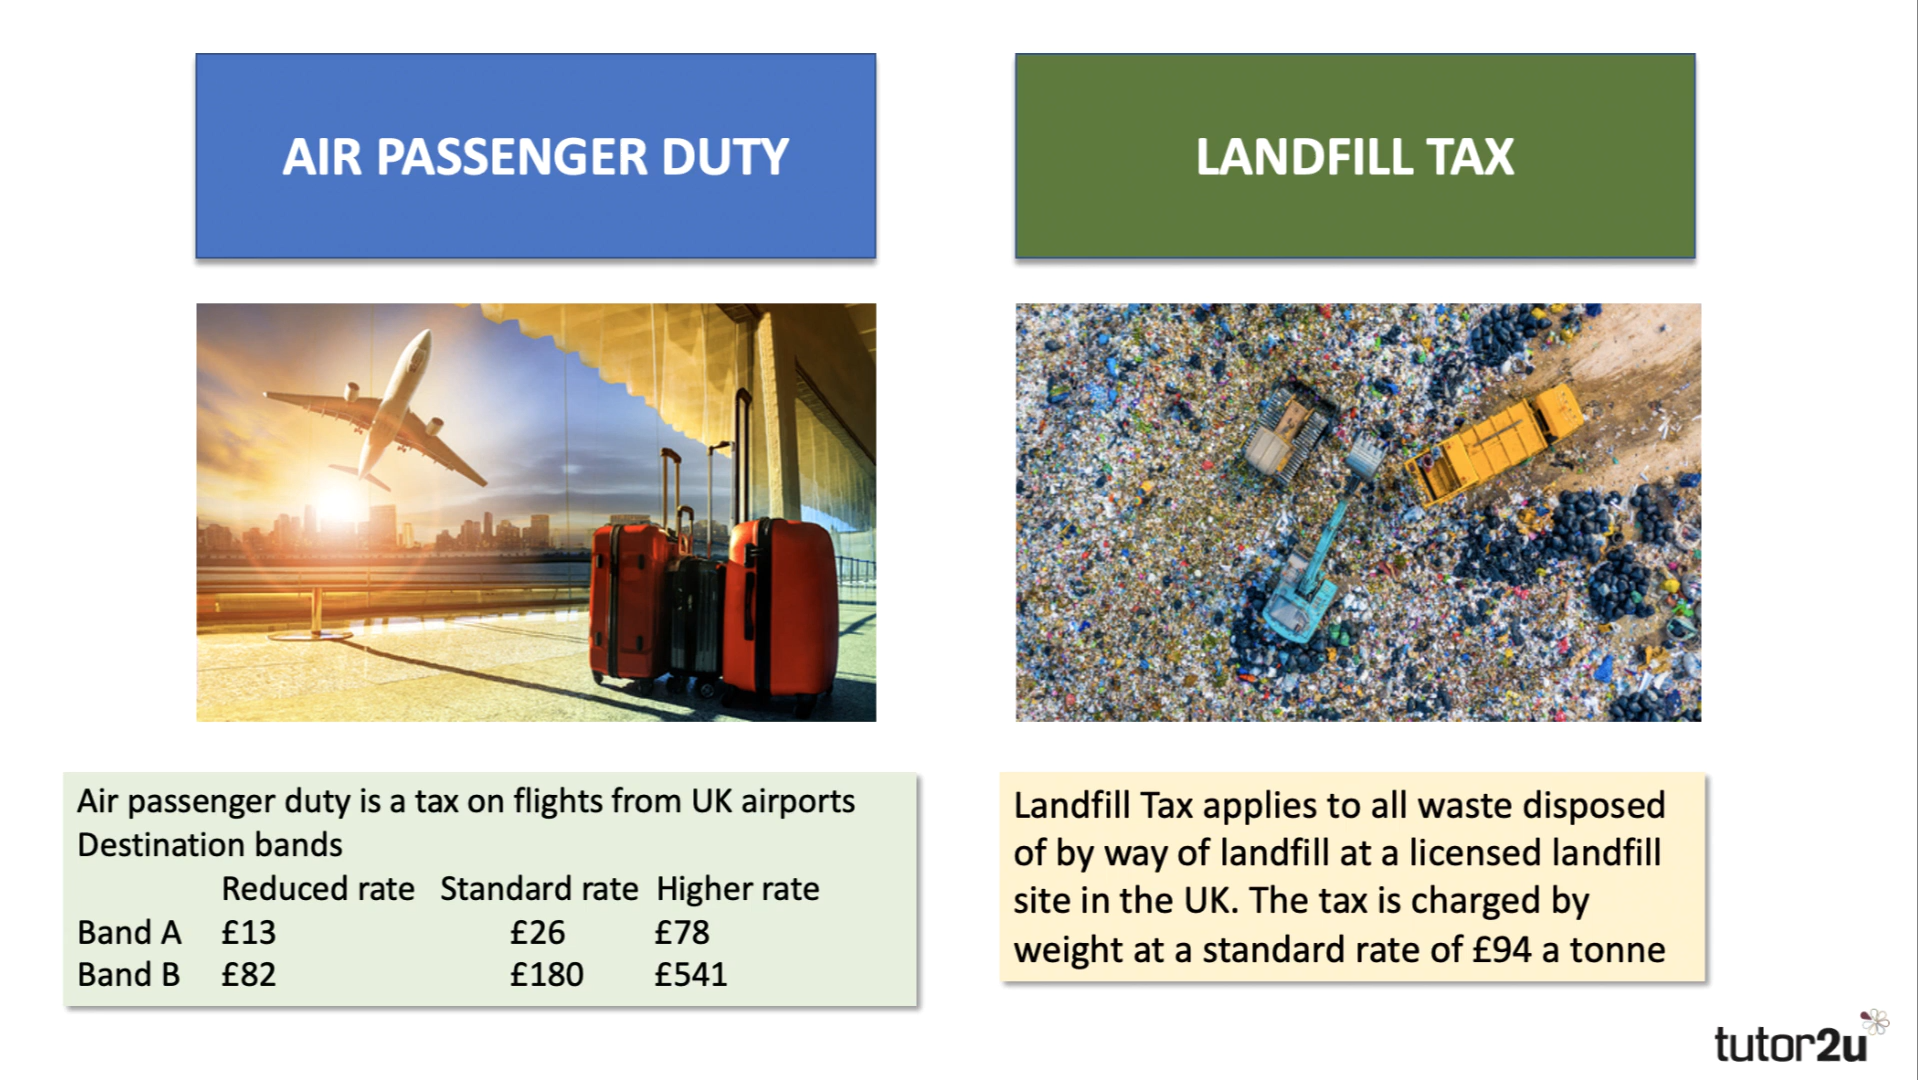 AIR PASSENGER DUTY
LANDFILL TAX
Air passenger duty is a tax on flights from UK airports
Destination bands
Reduced rate Standard rate Higher rate
Band A £13 £26 £78
Band B £82 £180 £541
Landfill Tax applies to all waste disposed
of by way of landfill at a licensed landfill
site in the UK. The tax is charged by
weight at a standard rate of £94 a tonne
tutor2u